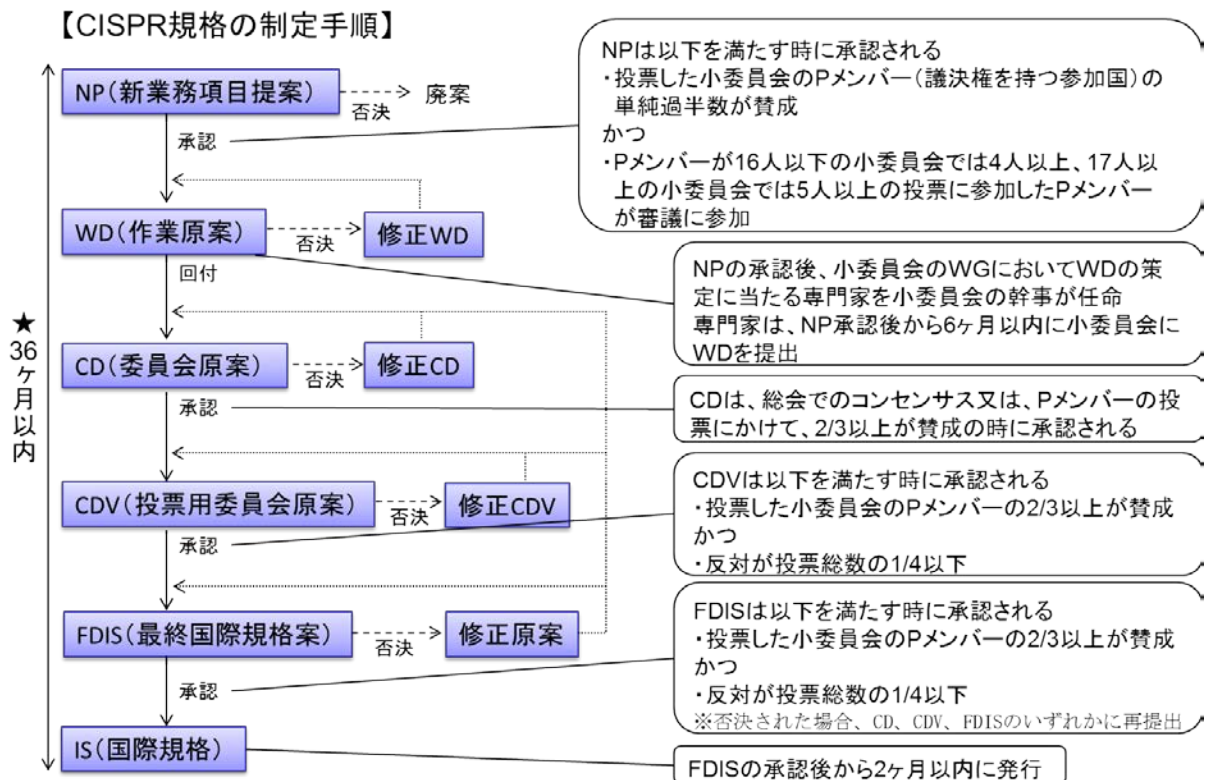 【CISPR規格の制定手順】
★36ヶ月以内
NP(新業務項目提案)
否決
廃案
承認
WD(作業原案)
否決
修正WD
回付
CD(委員会原案)
否決
修正CD
承認
CDV(投票用委員会原案)
否決
修正CDV
承認
FDIS(最終国際規格案)
否決
修正原案
承認
IS(国際規格)
NPは以下を満たす時に承認される
・投票した小委員会のPメンバー(議決権を持つ参加国)の
単純過半数が賛成
かつ
・Pメンバーが16人以下の小委員会では4人以上、17人以
上の小委員会では5人以上の投票に参加したPメンバー
が審議に参加
NPの承認後、小委員会のWGにおいてWDの策
定に当たる専門家を小委員会の幹事が任命
専門家は、NP承認後から6ヶ月以内に小委員会に
WDを提出
CDは、総会でのコンセンサス又は、Pメンバーの投
票にかけて、2/3以上が賛成の時に承認される
CDVは以下を満たす時に承認される
・投票した小委員会のPメンバーの2/3以上が賛成
かつ
・反対が投票総数の1/4以下
FDISは以下を満たす時に承認される
・投票した小委員会のPメンバーの2/3以上が賛成
かつ
・反対が投票総数の1/4以下
※否決された場合、CD、CDV、FDISのいずれかに再提出
FDISの承認後から2ヶ月以内に発行